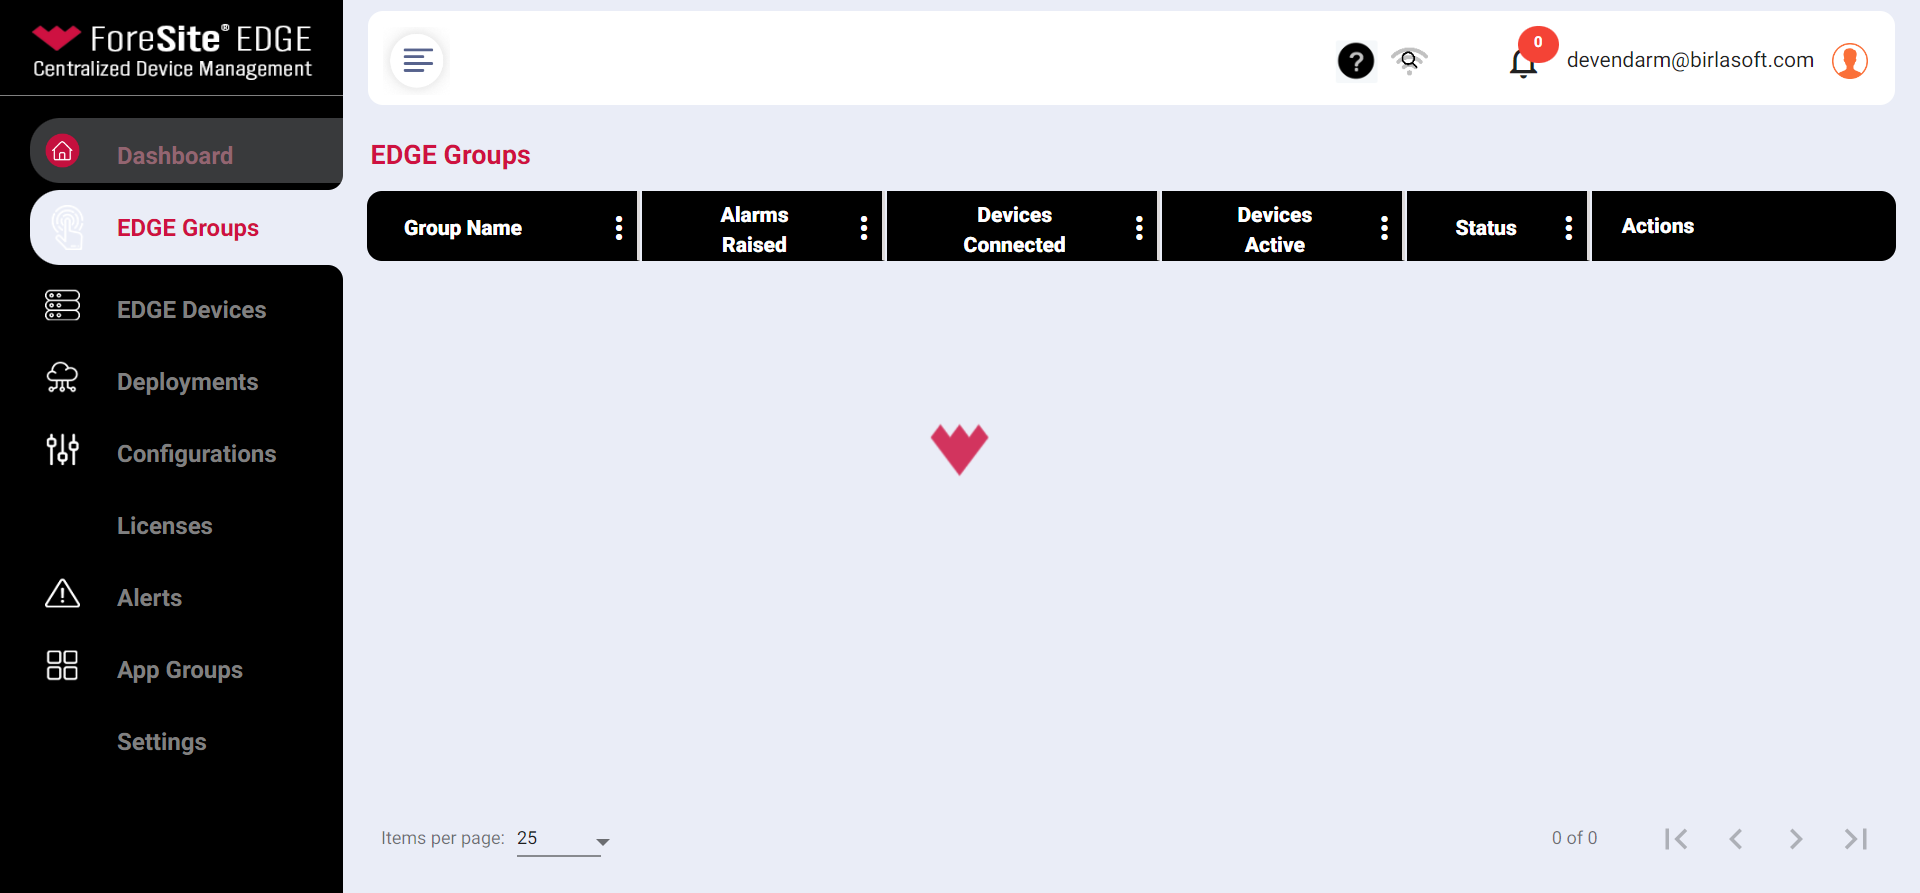 ForeSite® EDGE
Centralized Device Management
Dashboard
EDGE Groups
EDGE Devices
Deployments
Configurations
Licenses
Alerts
App Groups
Settings
?
0
devendarm@birlasoft.com
EDGE Groups
Group Name
Alarms
Raised
Devices
Connected
Devices
Active
Status
Actions
Items per page: 25
0 of 0